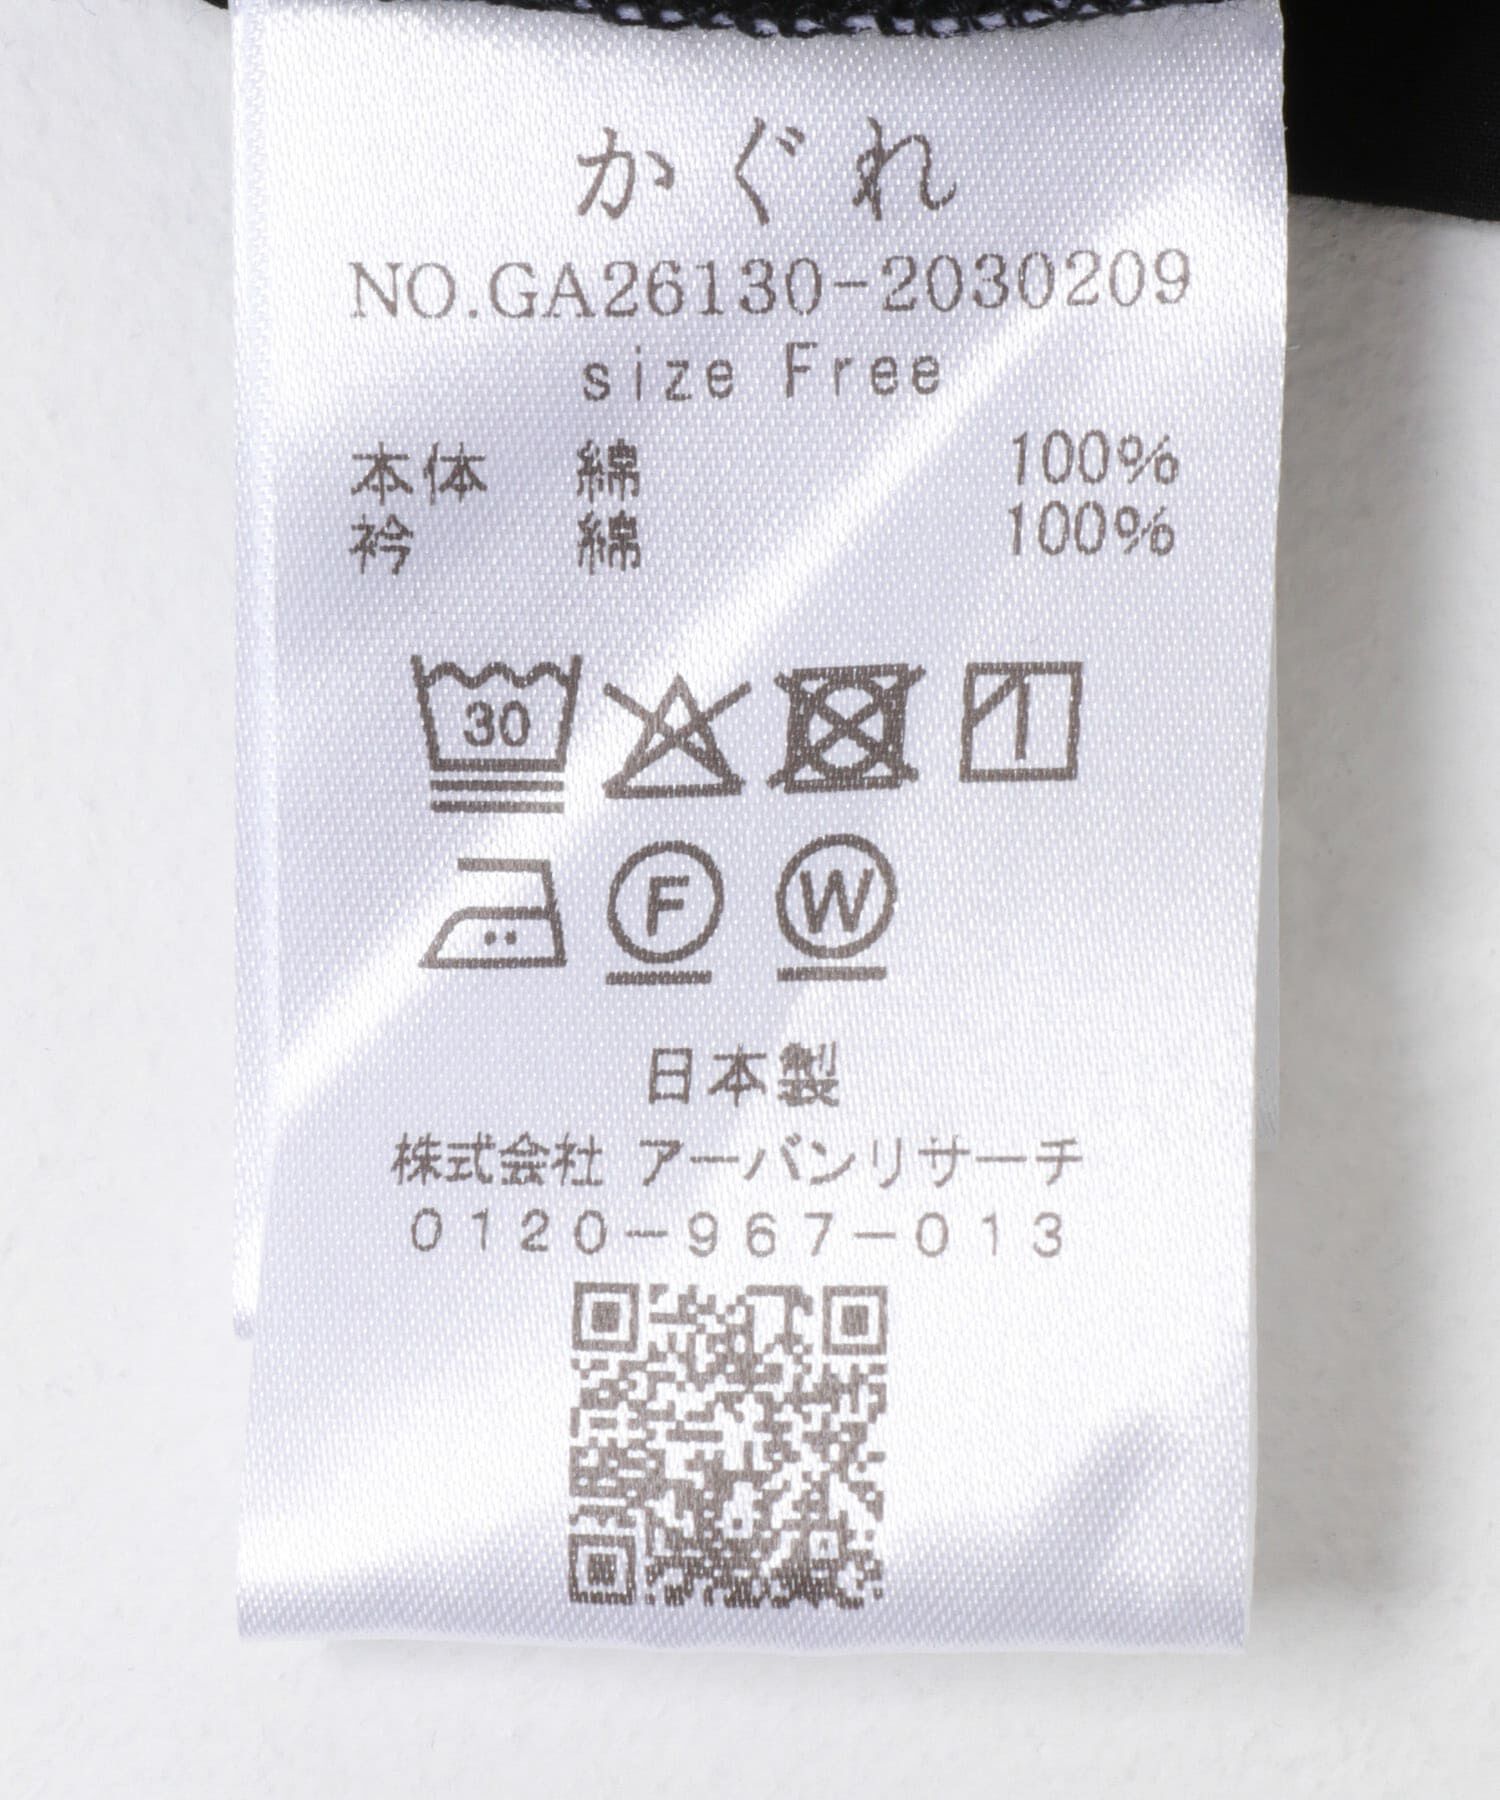 かぐれ
NO.GA26130-2030209
size Free
本体 綿 100%
衿 綿 100%
30
F W
日本製
株式会社 アーバンリサーチ
0120-967-013